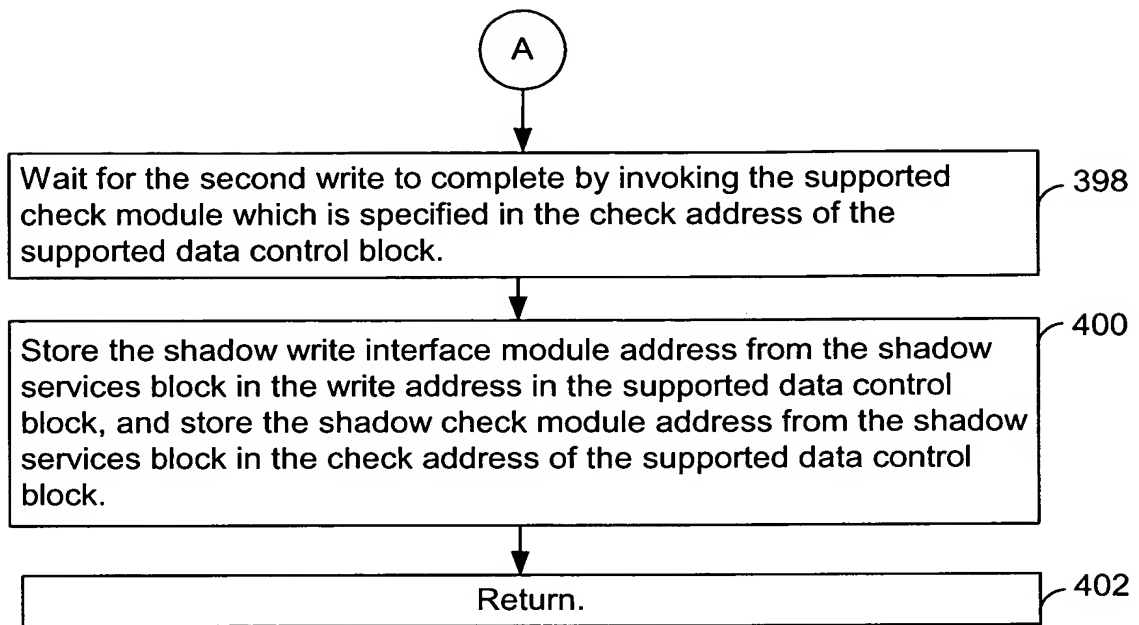 A
Wait for the second write to complete by invoking the supported
check module which is specified in the check address of the
supported data control block.
398
Store the shadow write interface module address from the shadow
services block in the write address in the supported data control
block, and store the shadow check module address from the shadow
services block in the check address of the supported data control
block.
400
Return.
402